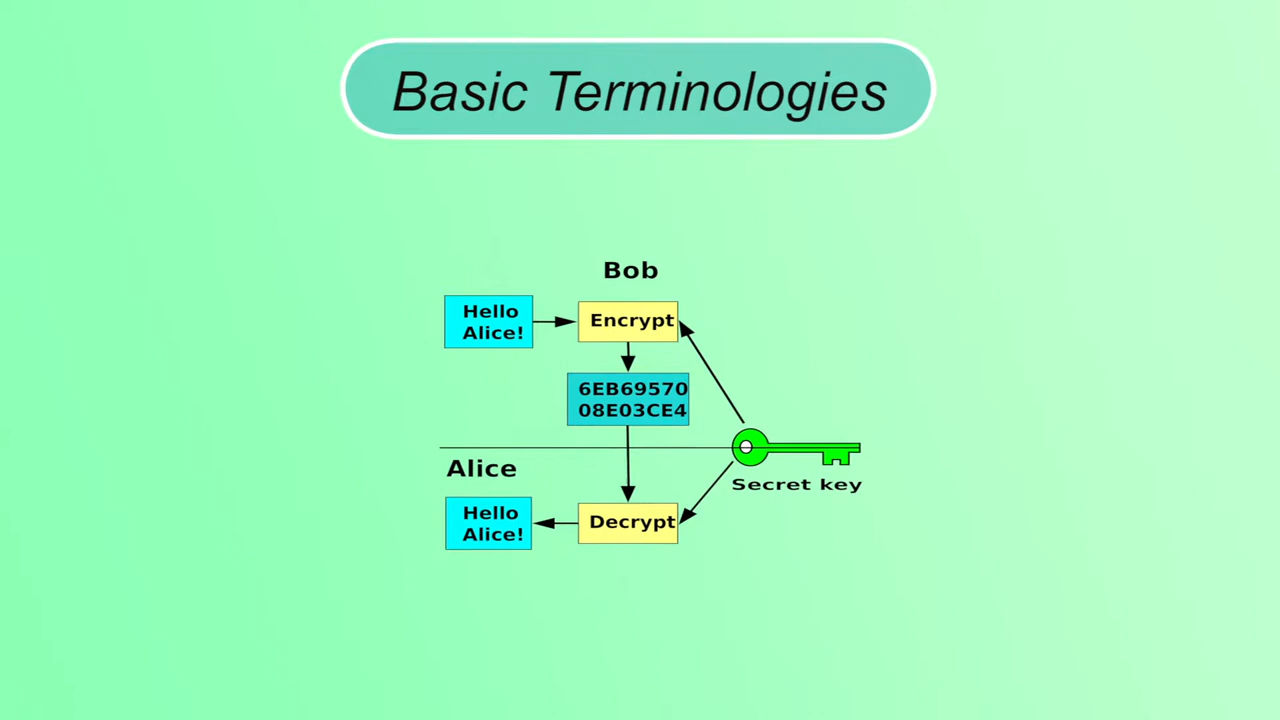 Basic Terminologies
Bob
Hello
Alice!
Encrypt
6EB69570
08E03CE4
Alice
Secret key
Hello
Alice!
Decrypt